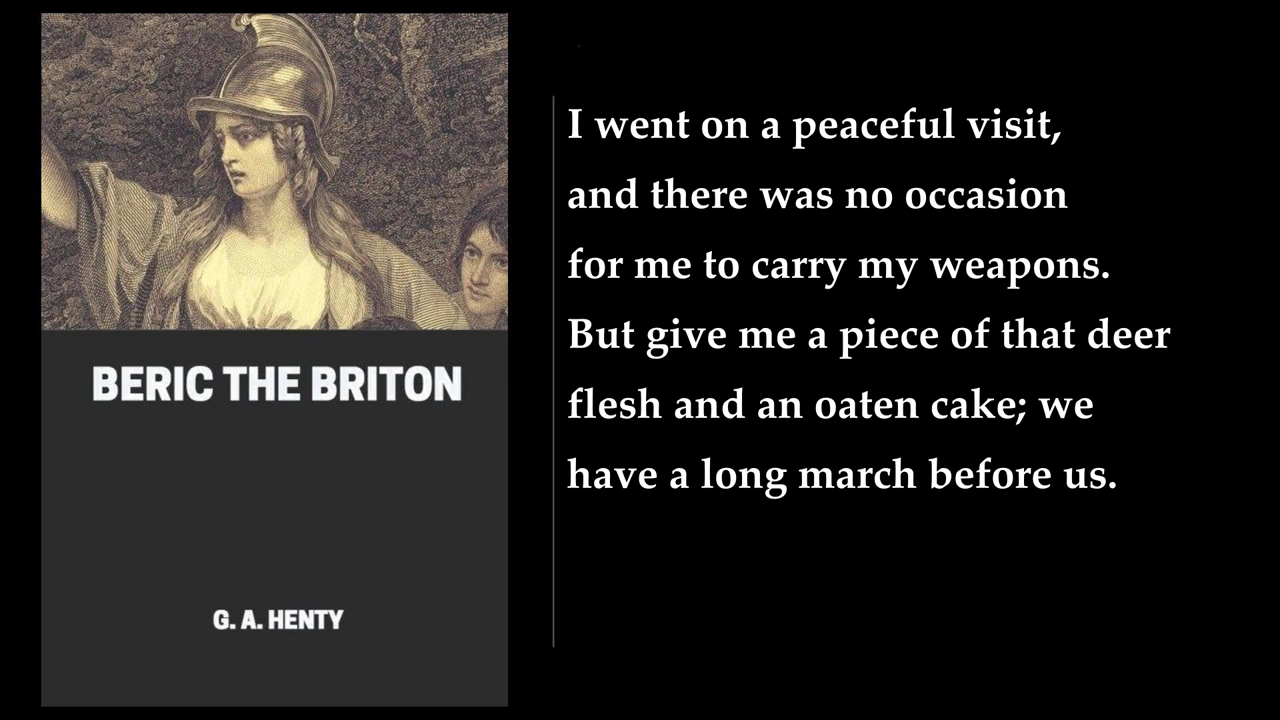 BERIC THE BRITON
G. A. HENTY
I went on a peaceful visit,
and there was no occasion
for me to carry my weapons.
But give me a piece of that deer
flesh and an oaten cake; we
have a long march before us.